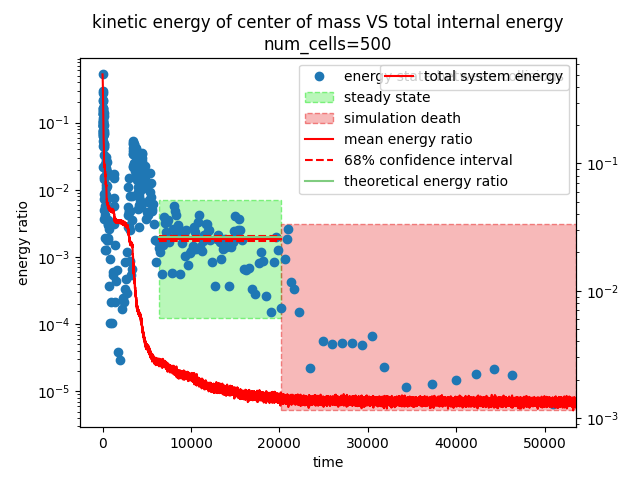 kinetic energy of center of mass VS total internal energy
num_cells=500
energy ratio
10⁻¹
10⁻²
10⁻³
10⁻⁴
10⁻⁵
energy
total system energy
steady state
simulation death
mean energy ratio
68% confidence interval
theoretical energy ratio
10⁻¹
10⁻²
10⁻³
0
10000
20000
30000
40000
50000
time